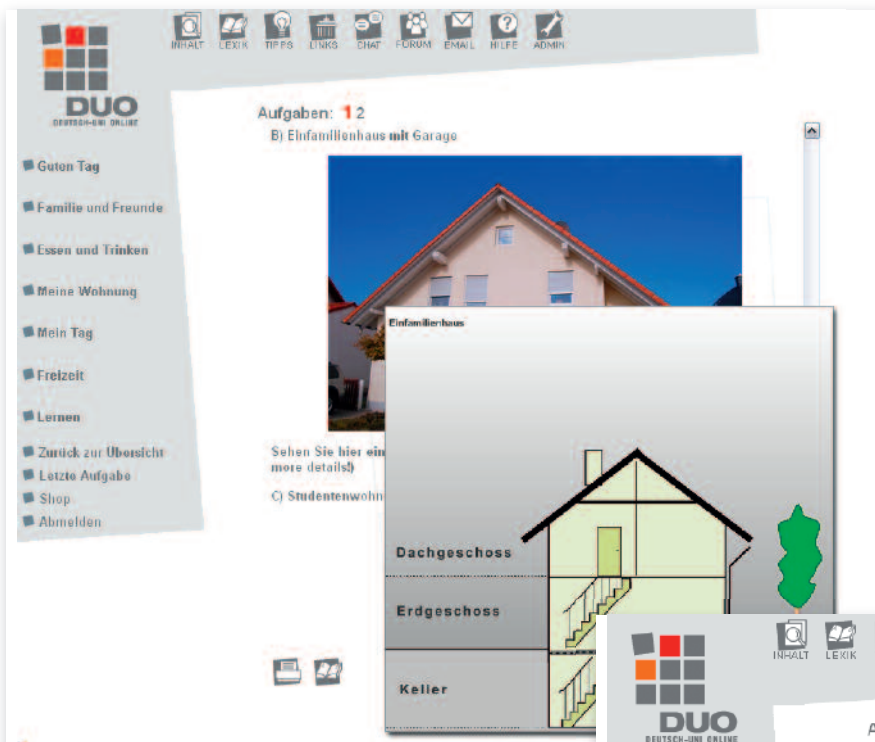 INHALT LEXIK TIPPS LINKS CHAT FORUM EMAIL HILFE ADMIN
DUO
DEUTSCH-UNI ONLINE
Aufgaben: 1 2
B) Einfamilienhaus mit Garage
Guten Tag
Familie und Freunde
Essen und Trinken
Meine Wohnung
Mein Tag
Freizeit
Lernen
Zurück zur Übersicht
Letzte Aufgabe
Shop
Abmelden
Sehen Sie hier ein
more details!)
C) Studentenwohn
Einfamilienhaus
Dachgeschoss
Erdgeschoss
Keller
INHALT LEXIK
DUO
DEUTSCH-UNI ONLINE
A